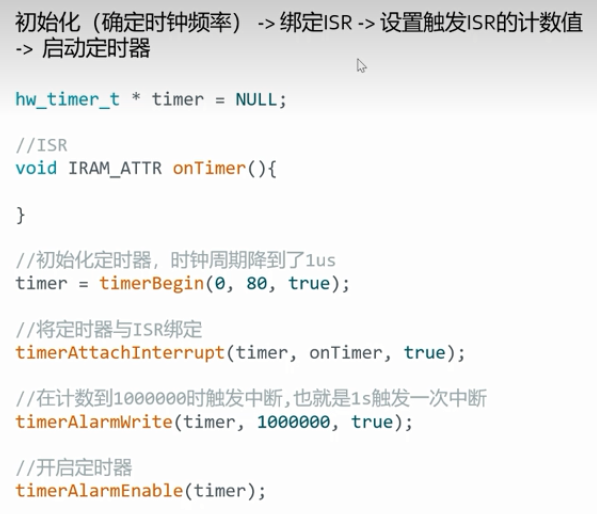 初始化（确定时钟频率） -> 绑定ISR -> 设置触发ISR的计数值
-> 启动定时器
hw_timer_t * timer = NULL;
//ISR
void IRAM_ATTR onTimer(){
}
//初始化定时器，时钟周期降到了1us
timer = timerBegin(0, 80, true);
//将定时器与ISR绑定
timerAttachInterrupt(timer, onTimer, true);
//在计数到1000000时触发中断,也就是1s触发一次中断
timerAlarmWrite(timer, 1000000, true);
//开启定时器
timerAlarmEnable(timer);